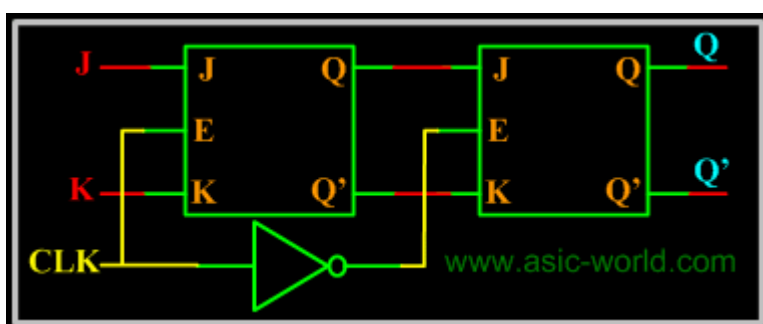 Q
J J Q J Q
E E
K K Q' K Q' Q'
CLK
www.asic-world.com